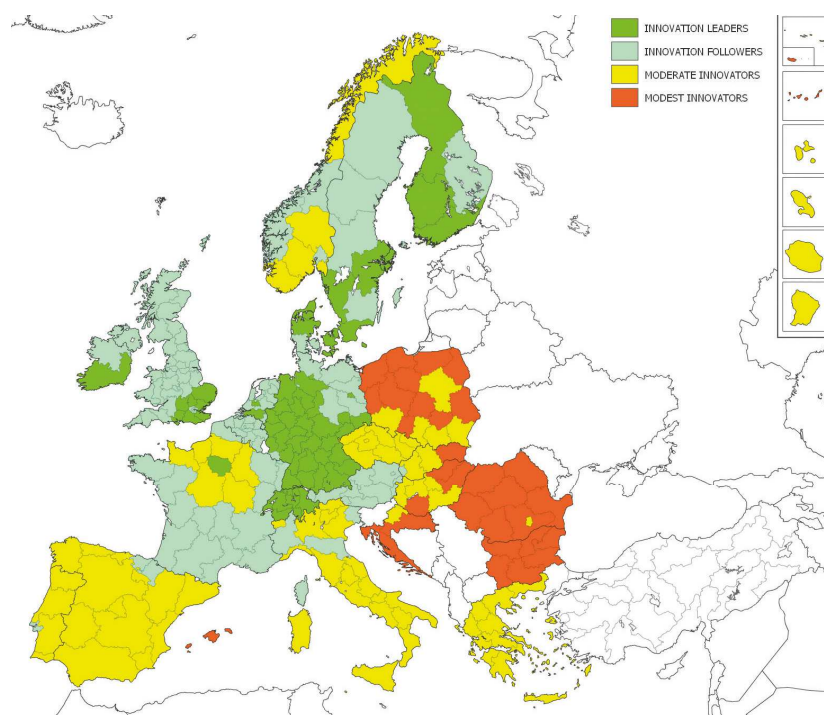 INNOVATION LEADERS
INNOVATION FOLLOWERS
MODERATE INNOVATORS
MODEST INNOVATORS